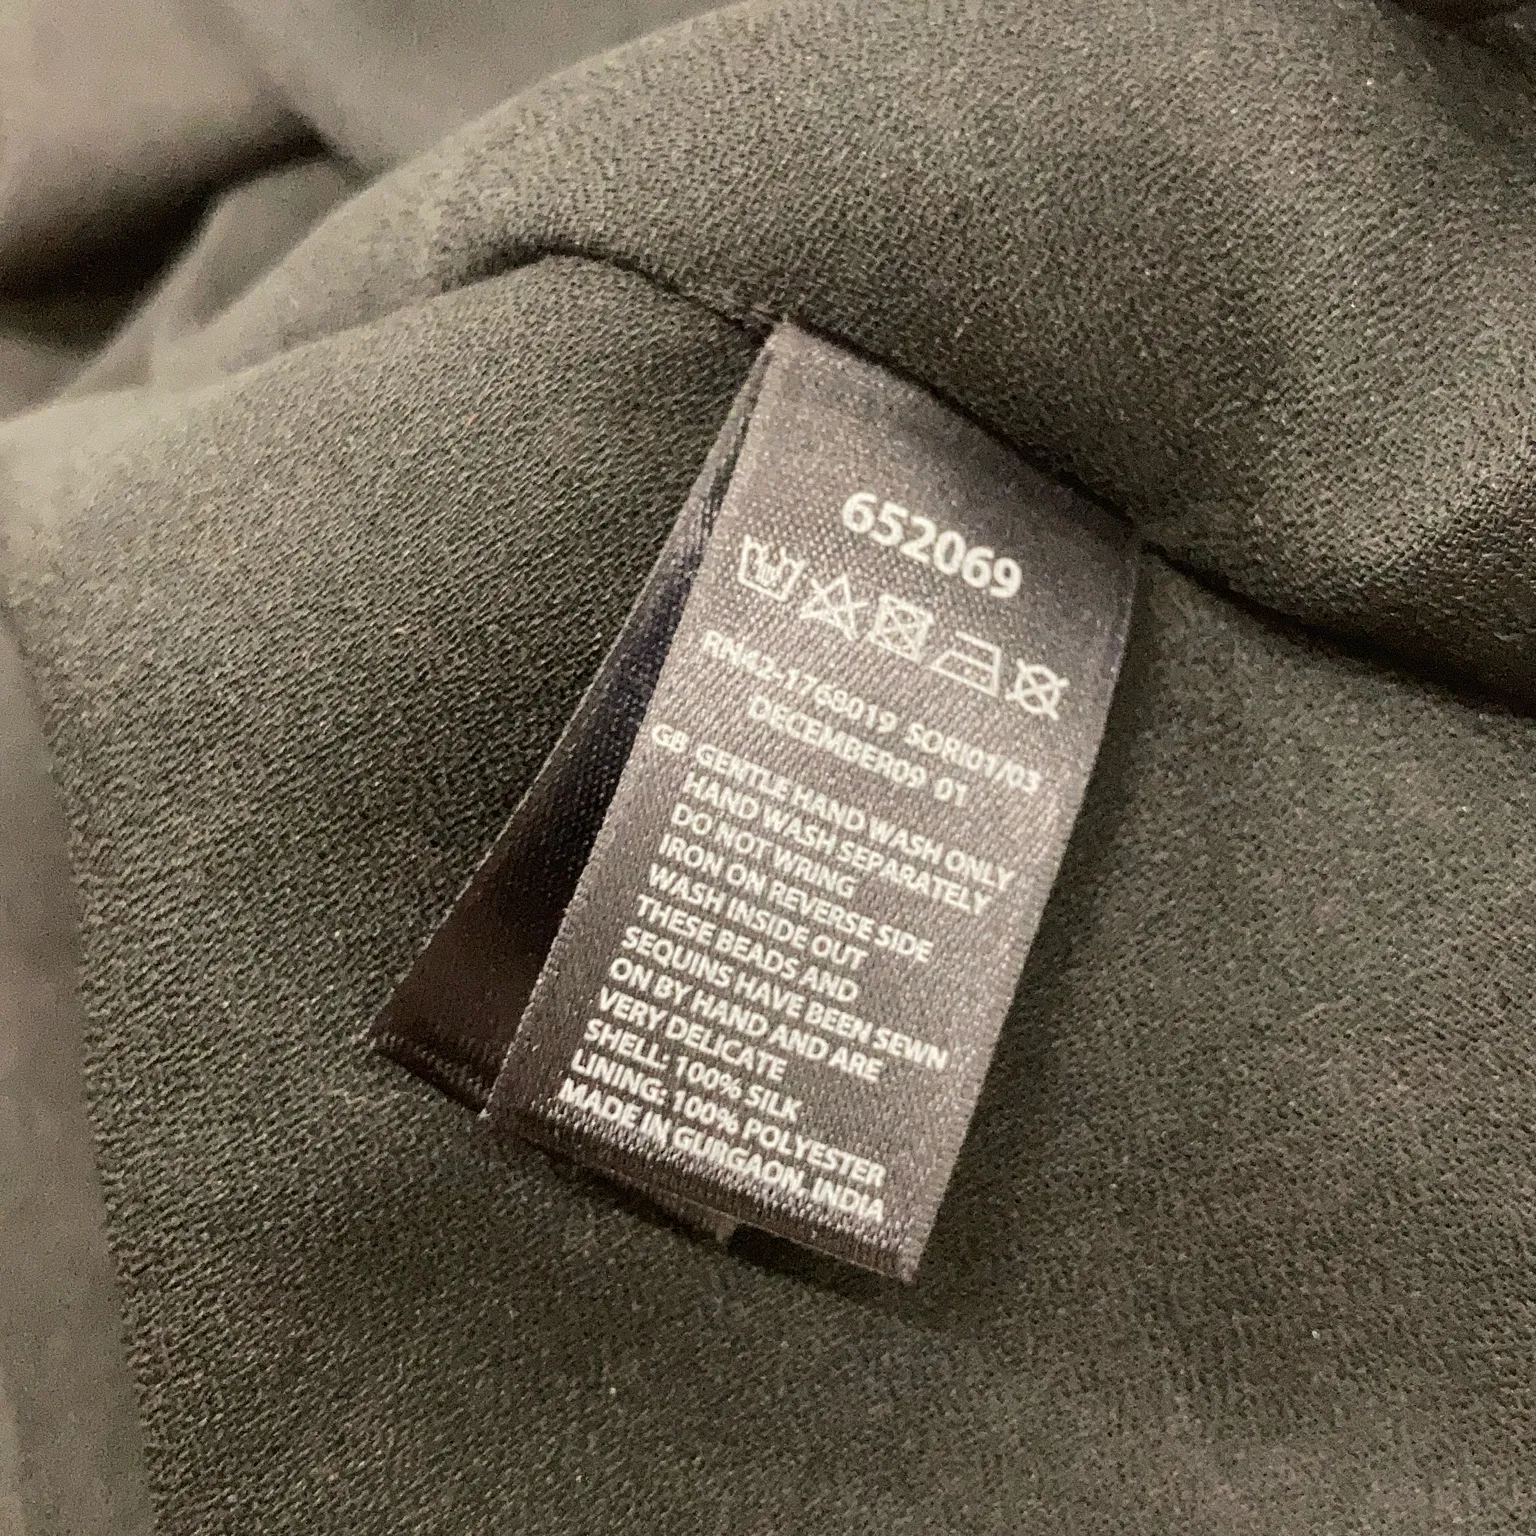 652069
RN42-1768019 SORI01/03
DECEMBER09 01
GB GENTLE HAND WASH ONLY
HAND WASH SEPARATELY
DO NOT WRING
IRON ON REVERSE SIDE
WASH INSIDE OUT
THESE BEADS AND
SEQUINS HAVE BEEN SEWN
ON BY HAND AND ARE
VERY DELICATE
SHELL: 100% SILK
LINING: 100% POLYESTER
MADE IN GURGAON, INDIA